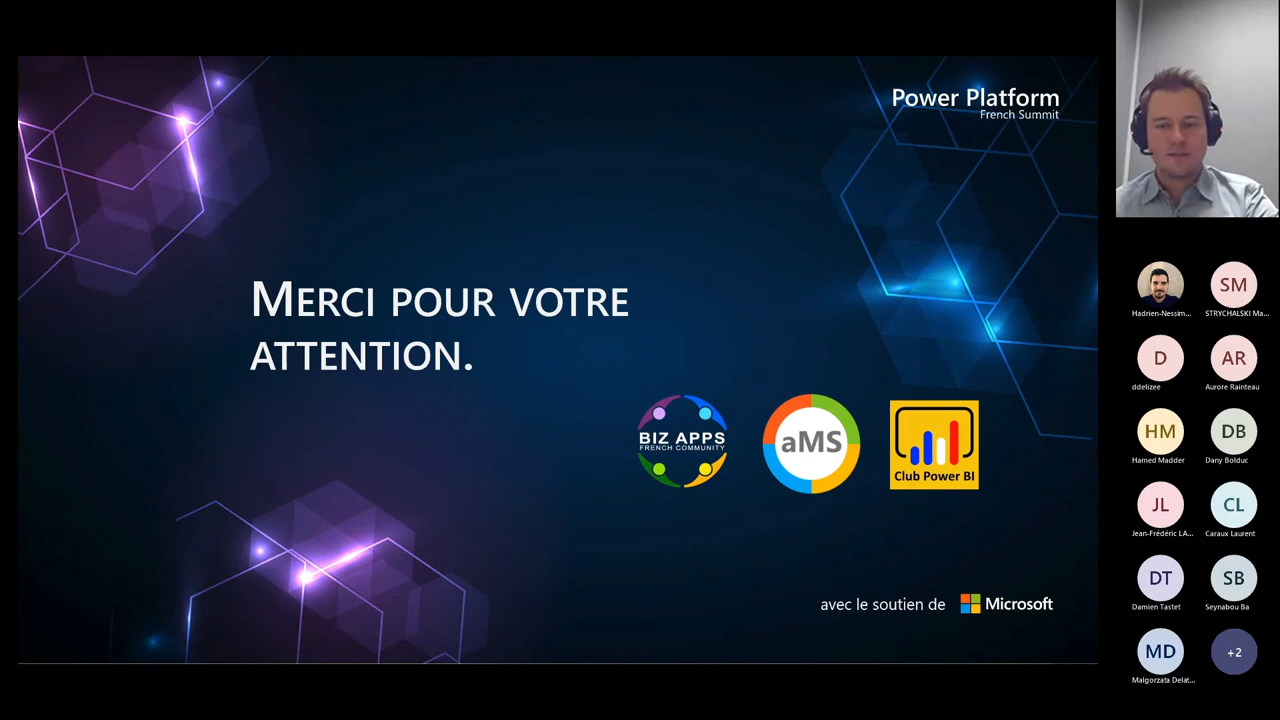 Power Platform
French Summit
MERCI POUR VOTRE
ATTENTION.
BIZ APPS
FRENCH COMMUNITY
aMS
Club Power BI
avec le soutien de Microsoft
Hadrien-Nessim...
SM
STRYCHALSKI Ma...
D
ddelizee
AR
Aurore Rainteau
HM
Hamed Madder
DB
Dany Bolduc
JL
Jean-Frédéric LA...
CL
Caraux Laurent
DT
Damien Tastet
SB
Seynabou Ba
MD
Malgorzata Delat...
+2